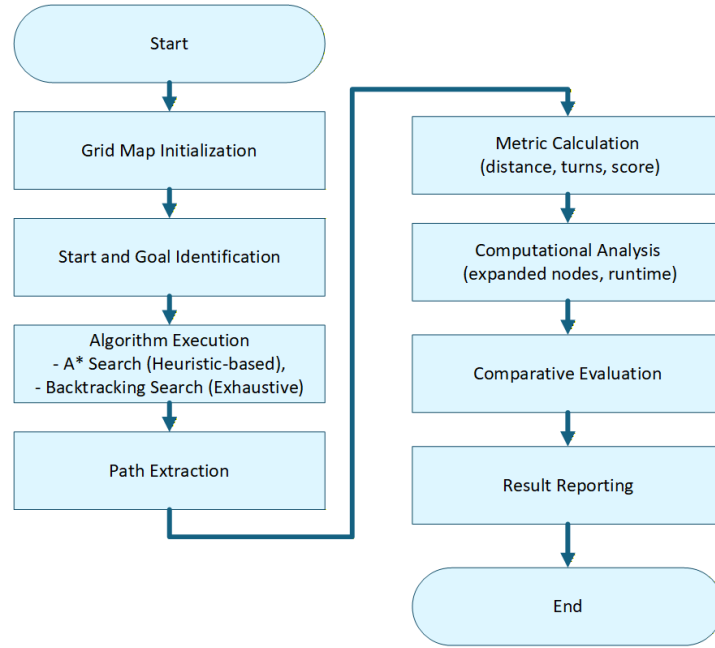 Start
Grid Map Initialization
Start and Goal Identification
Algorithm Execution
- A* Search (Heuristic-based),
- Backtracking Search (Exhaustive)
Path Extraction
Metric Calculation
(distance, turns, score)
Computational Analysis
(expanded nodes, runtime)
Comparative Evaluation
Result Reporting
End